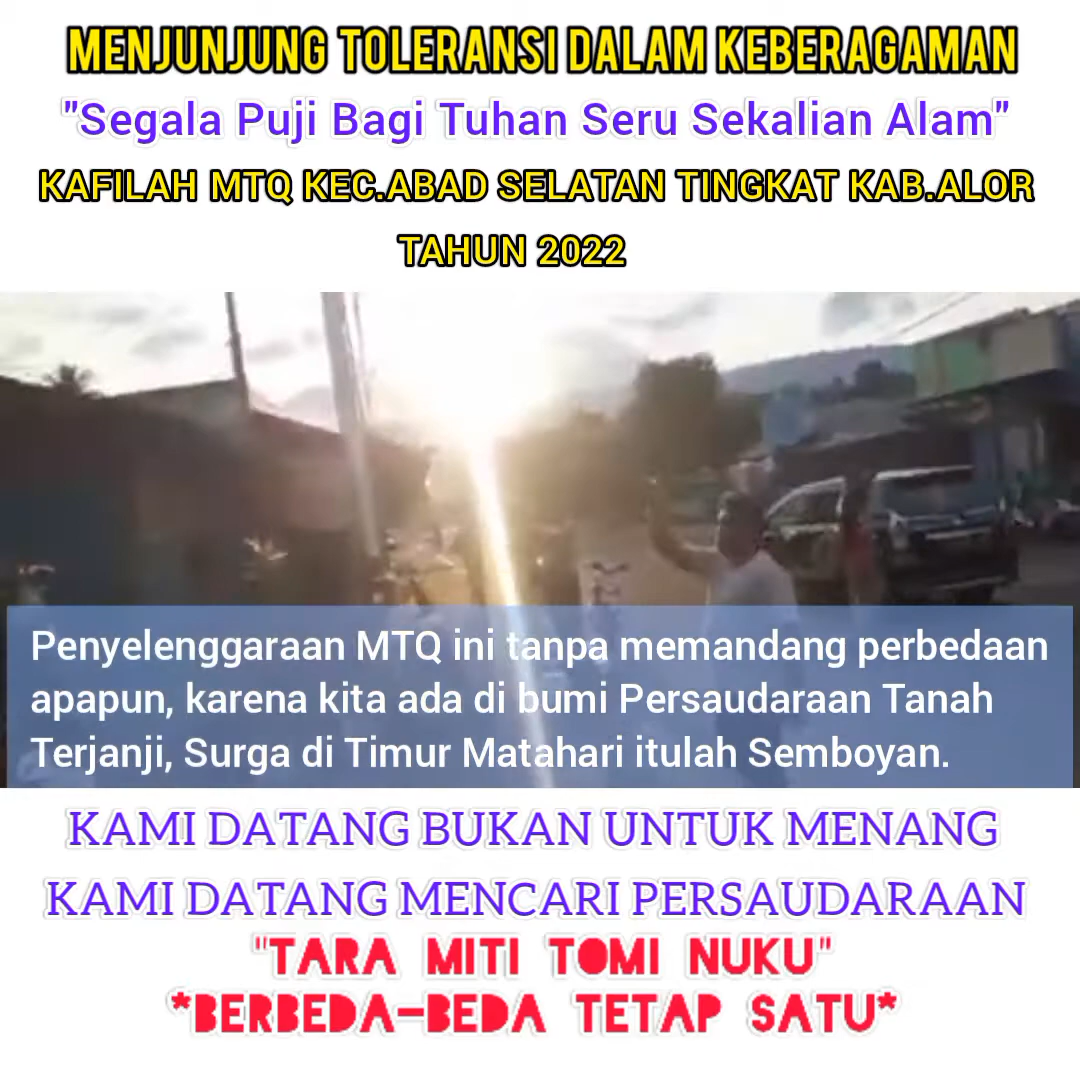 MENJUNJUNG TOLERANSI DALAM KEBERAGAMAN
"Segala Puji Bagi Tuhan Seru Sekalian Alam"
KAFILAH MTQ KEC.ABAD SELATAN TINGKAT KAB.ALOR
TAHUN 2022
Penyelenggaraan MTQ ini tanpa memandang perbedaan
apapun, karena kita ada di bumi Persaudaraan Tanah
Terjanji, Surga di Timur Matahari itulah Semboyan.
KAMI DATANG BUKAN UNTUK MENANG
KAMI DATANG MENCARI PERSAUDARAAN
"TARA MITI TOMI NUKU"
*BERBEDA-BEDA TETAP SATU*